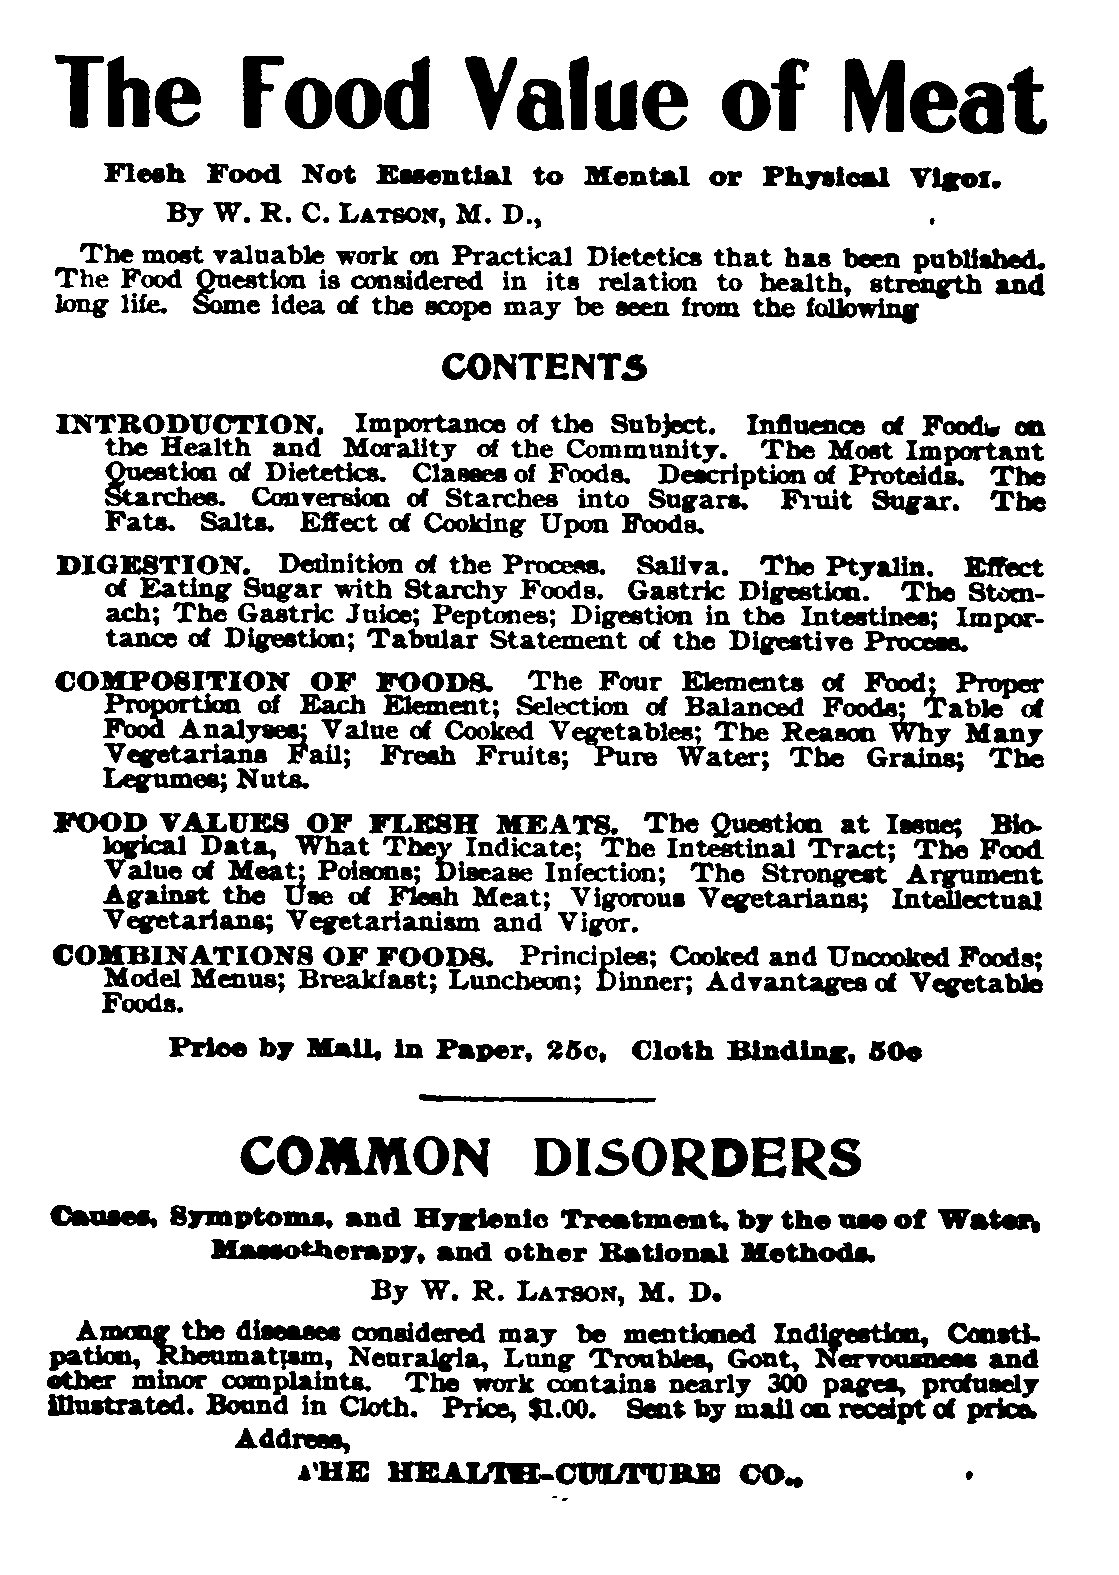 The Food Value of Meat
Flesh Food Not Essential to Mental or Physical Vigor.
By W. R. C. LATSON, M. D.,
The most valuable work on Practical Dietetics that has been published.
The Food Question is considered in its relation to health, strength and
long life. Some idea of the scope may be seen from the following
CONTENTS
INTRODUCTION. Importance of the Subject. Influence of Foods on
the Health and Morality of the Community. The Most Important
Question of Dietetics. Classes of Foods. Description of Proteids. The
Starches. Conversion of Starches into Sugars. Fruit Sugar. The
Fats. Salts. Effect of Cooking Upon Foods.
DIGESTION. Definition of the Process. Saliva. The Ptyalin. Effect
of Eating Sugar with Starchy Foods. Gastric Digestion. The Stom-
ach; The Gastric Juice; Peptones; Digestion in the Intestines; Impor-
tance of Digestion; Tabular Statement of the Digestive Process.
COMPOSITION OF FOODS. The Four Elements of Food; Proper
Proportion of Each Element; Selection of Balanced Foods; Table of
Food Analyses; Value of Cooked Vegetables; The Reason Why Many
Vegetarians Fail; Fresh Fruits; Pure Water; The Grains; The
Legumes; Nuts.
FOOD VALUES OF FLESH MEATS. The Question at Issue; Bio-
logical Data, What They Indicate; The Intestinal Tract; The Food
Value of Meat; Poisons; Disease Infection; The Strongest Argument
Against the Use of Flesh Meat; Vigorous Vegetarians; Intellectual
Vegetarians; Vegetarianism and Vigor.
COMBINATIONS OF FOODS. Principles; Cooked and Uncooked Foods;
Model Menus; Breakfast; Luncheon; Dinner; Advantages of Vegetable
Foods.
Price by Mail, in Paper, 25c, Cloth Binding, 50c
COMMON DISORDERS
Causes, Symptoms, and Hygienic Treatment, by the use of Water,
Massotherapy, and other Rational Methods.
By W. R. LATSON, M. D.
Among the diseases considered may be mentioned Indigestion, Consti-
pation, Rheumatism, Neuralgia, Lung Troubles, Gout, Nervousness and
other minor complaints. The work contains nearly 300 pages, profusely
illustrated. Bound in Cloth. Price, $1.00. Sent by mail on receipt of price.
Address,
THE HEALTH-CULTURE CO.,